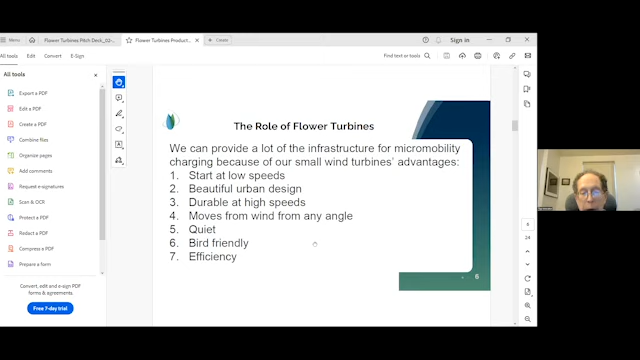 Menu
Flower Turbines Pitch Deck_02-
Flower Turbines Product...
Create
Sign in
All tools
Edit
Convert
E-Sign
Find text or tools
All tools
Export a PDF
Edit a PDF
Create a PDF
Combine files
Organize pages
Add comments
Request e-signatures
Scan & OCR
Protect a PDF
Redact a PDF
Compress a PDF
Prepare a form
Convert, edit and e-sign PDF
forms & agreements.
Free 7-day trial
The Role of Flower Turbines
We can provide a lot of the infrastructure for micromobility
charging because of our small wind turbines' advantages:
1. Start at low speeds
2. Beautiful urban design
3. Durable at high speeds
4. Moves from wind from any angle
5. Quiet
6. Bird friendly
7. Efficiency
6
6
24